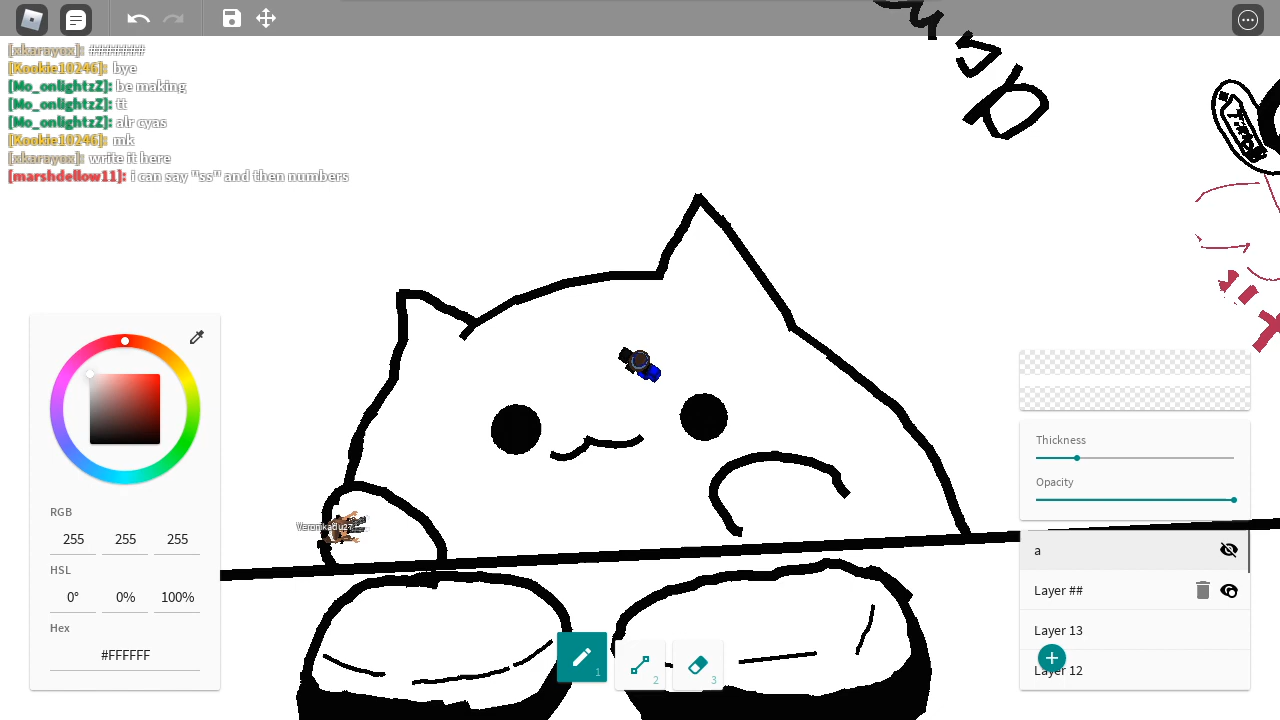 [xkarayox]: #######
[Kookie10246]: bye
[Mo_onlightzZ]: be making
[Mo_onlightzZ]: tt
[Mo_onlightzZ]: alr cyas
[Kookie10246]: mk
[xkarayox]: write it here
[marshdellow11]: i can say "ss" and then numbers
RGB
255 255 255
HSL
0° 0% 100%
Hex
#FFFFFF
1
2
3
Thickness
Opacity
a
Layer ##
Layer 13
Layer 12